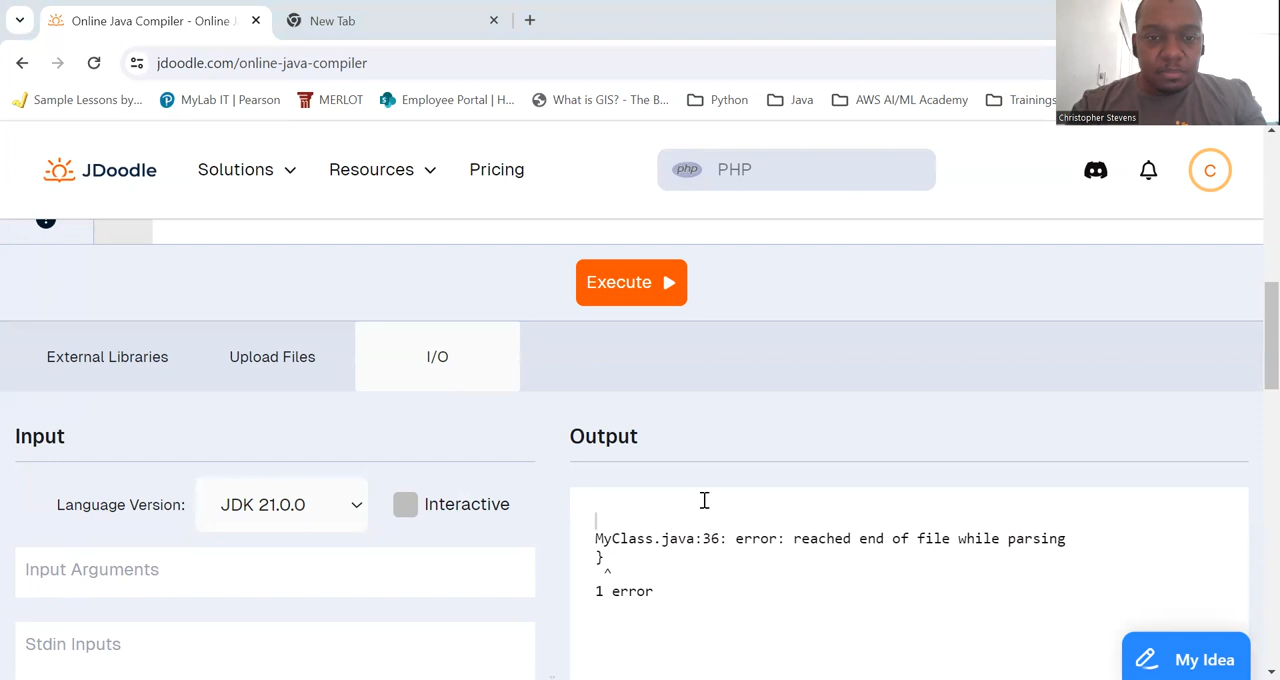 Online Java Compiler - Online J
New Tab
jdoodle.com/online-java-compiler
Sample Lessons by...
MyLab IT | Pearson
MERLOT
Employee Portal | H...
What is GIS? - The B...
Python
Java
AWS AI/ML Academy
Trainings
Christopher Stevens
JDoodle
Solutions
Resources
Pricing
php
PHP
C
Execute
External Libraries
Upload Files
I/O
Input
Output
Language Version:
JDK 21.0.0
Interactive
MyClass.java:36: error: reached end of file while parsing
}
^
1 error
Input Arguments
Stdin Inputs
My Idea